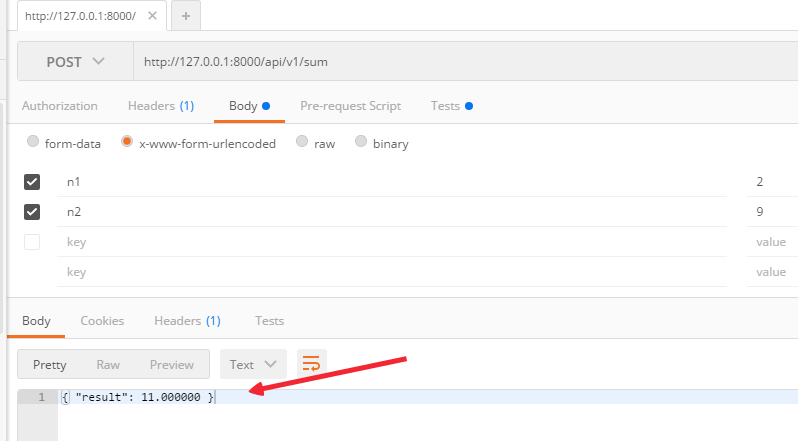 http://127.0.0.1:8000/ ✕ +
POST http://127.0.0.1:8000/api/v1/sum
Authorization Headers (1) Body Pre-request Script Tests
form-data x-www-form-urlencoded raw binary
n1 2
n2 9
key value
key value
Body Cookies Headers (1) Tests
Pretty Raw Preview Text
1 { "result": 11.000000 }